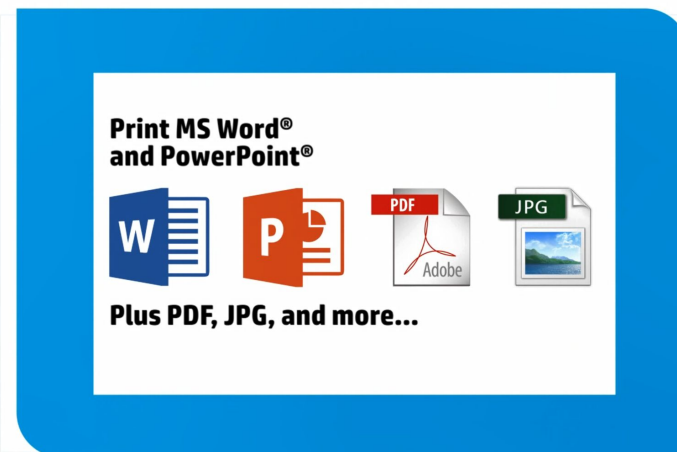 Print MS Word®
and PowerPoint®
W
P
PDF
Adobe
JPG
Plus PDF, JPG, and more...